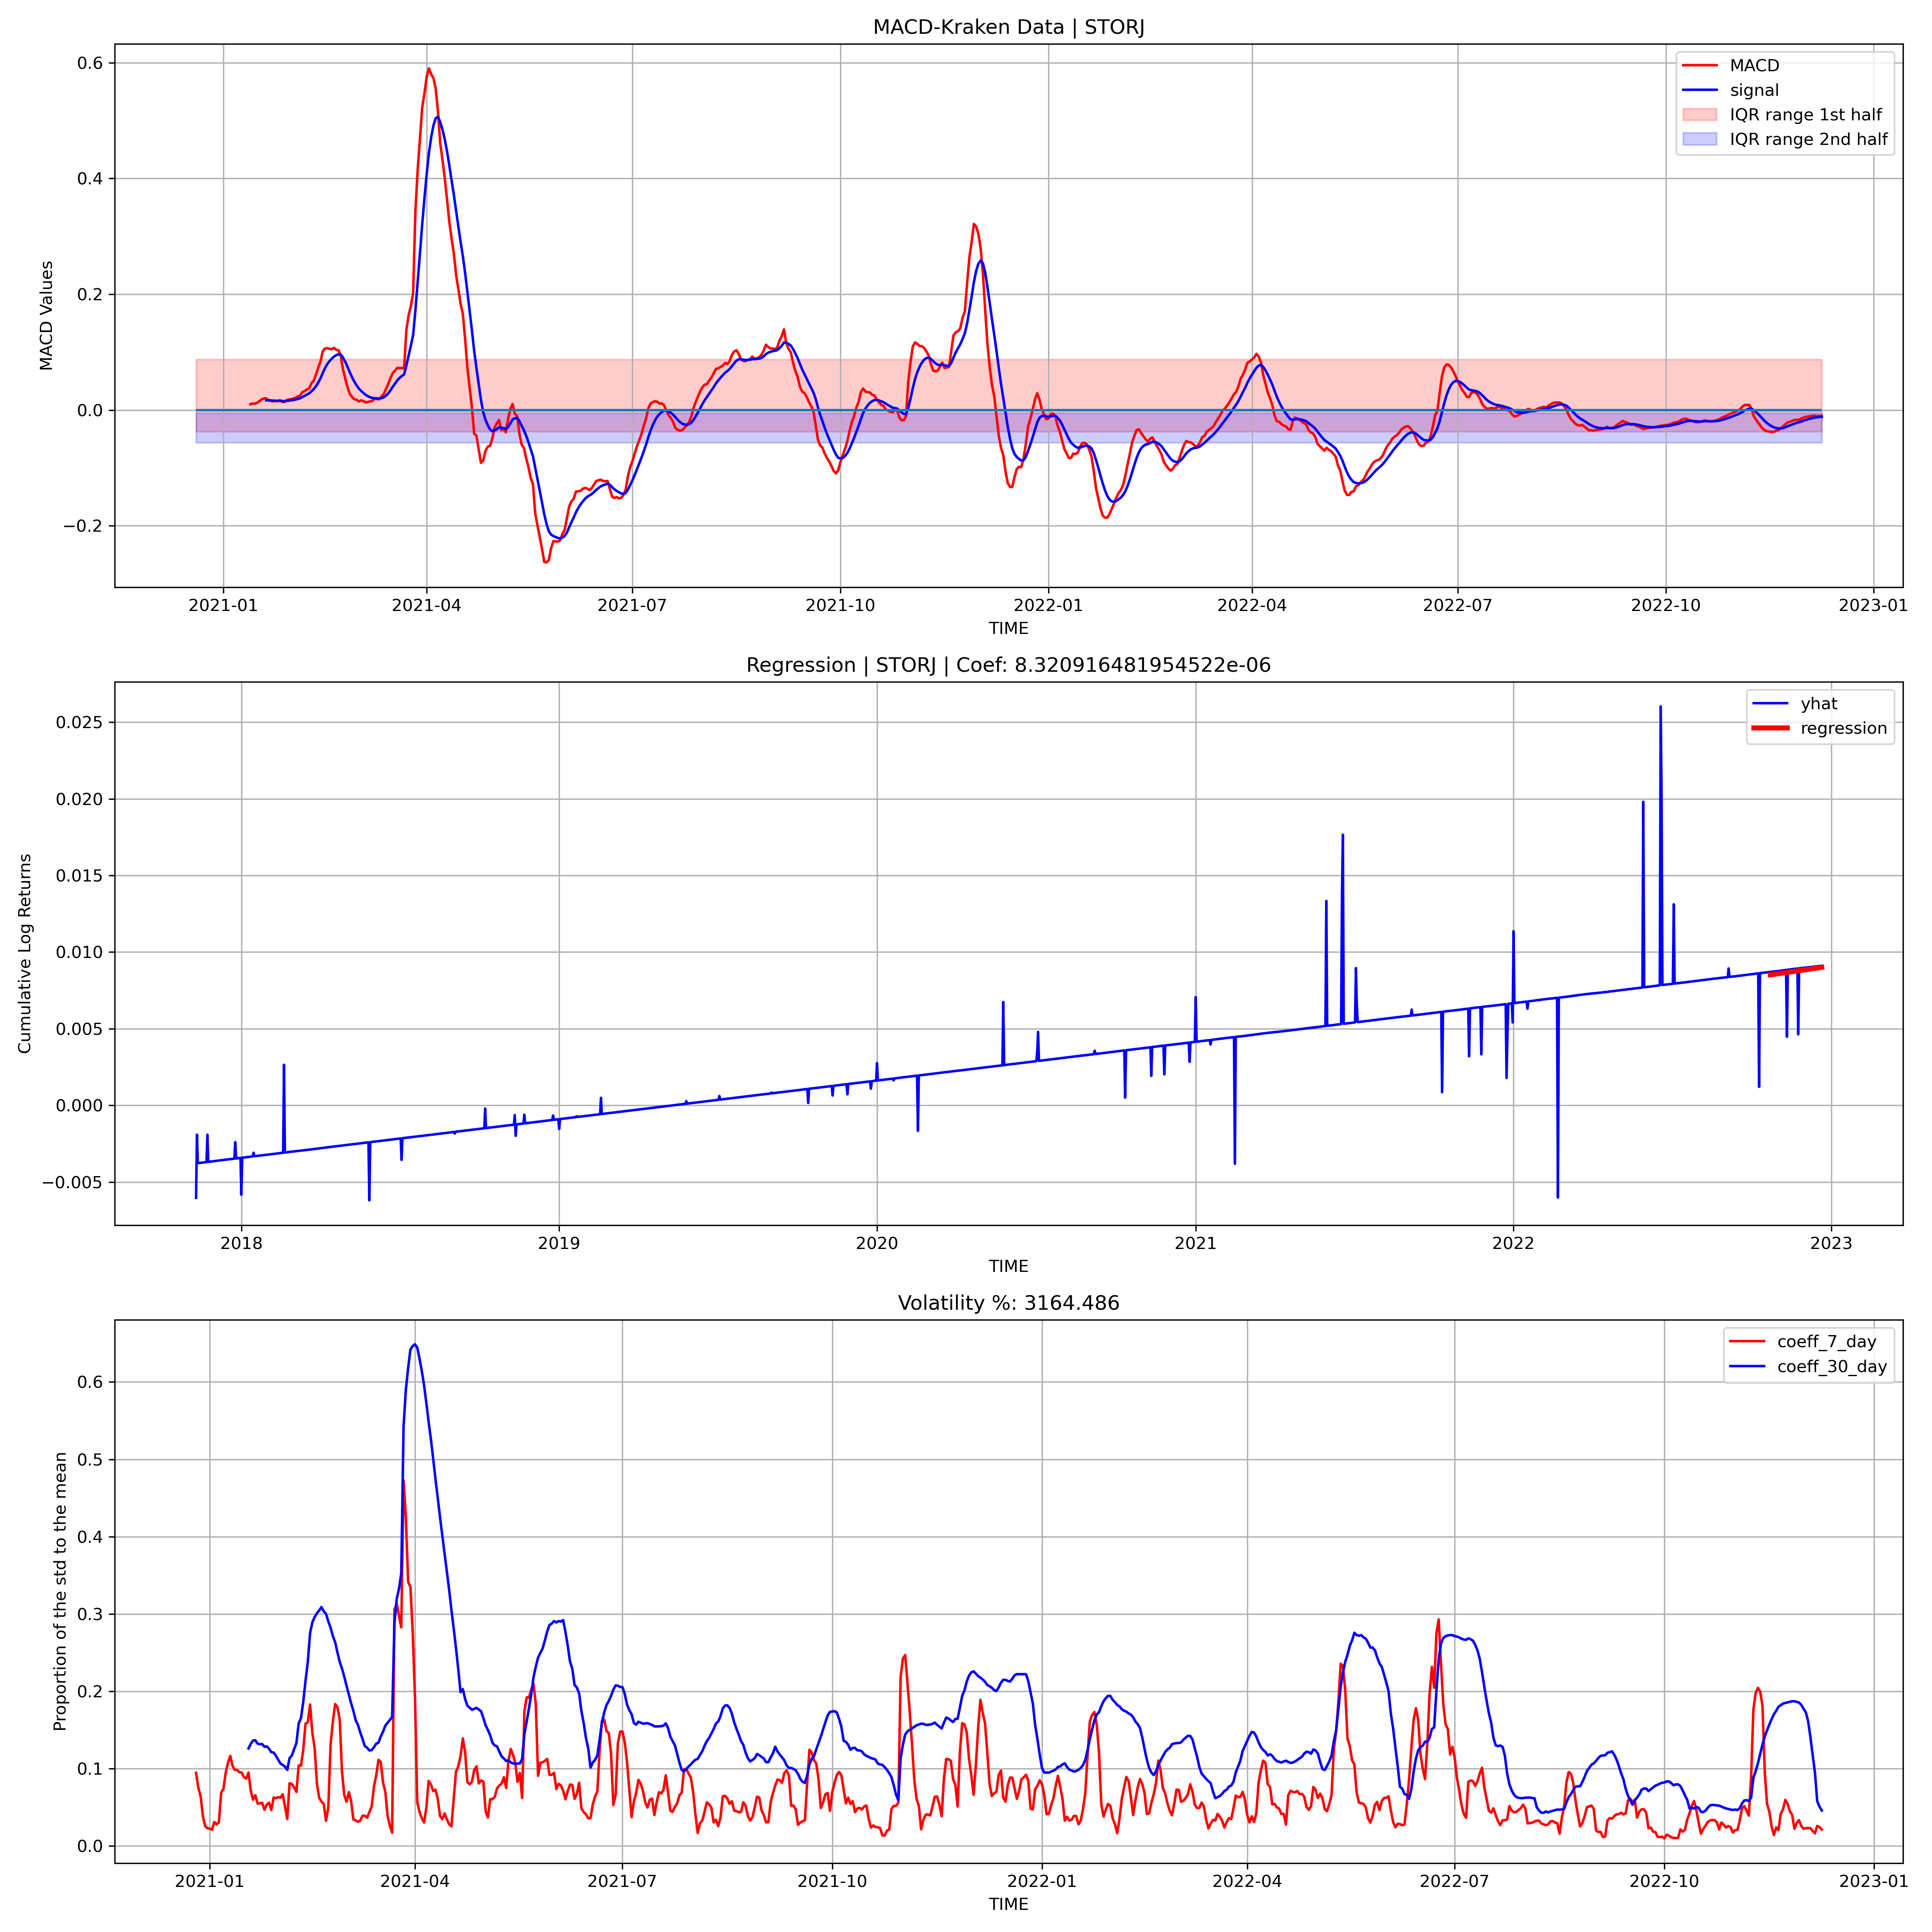 MACD-Kraken Data | STORJ
MACD Values
0.6
0.4
0.2
0.0
−0.2
MACD
signal
IQR range 1st half
IQR range 2nd half
2021-01 2021-04 2021-07 2021-10 2022-01 2022-04 2022-07 2022-10 2023-01
TIME
Regression | STORJ | Coef: 8.320916481954522e-06
Cumulative Log Returns
0.025
0.020
0.015
0.010
0.005
0.000
−0.005
yhat
regression
2018 2019 2020 2021 2022 2023
TIME
Volatility %: 3164.486
Proportion of the std to the mean
0.6
0.5
0.4
0.3
0.2
0.1
0.0
coeff_7_day
coeff_30_day
2021-01 2021-04 2021-07 2021-10 2022-01 2022-04 2022-07 2022-10 2023-01
TIME